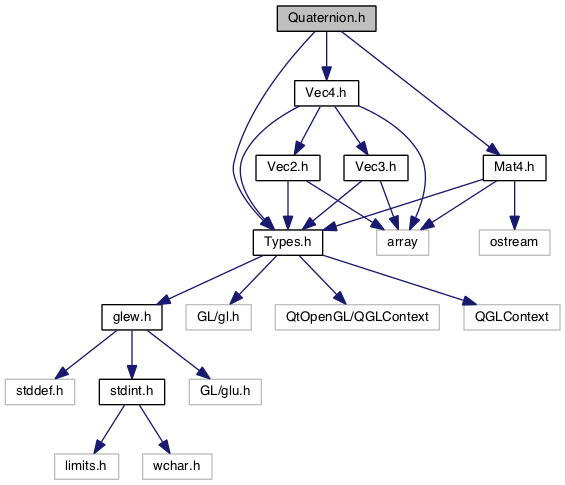 Quaternion.h
Vec4.h
Vec2.h
Vec3.h
Mat4.h
Types.h
array
ostream
glew.h
GL/gl.h
QtOpenGL/QGLContext
QGLContext
stddef.h
stdint.h
GL/glu.h
limits.h
wchar.h